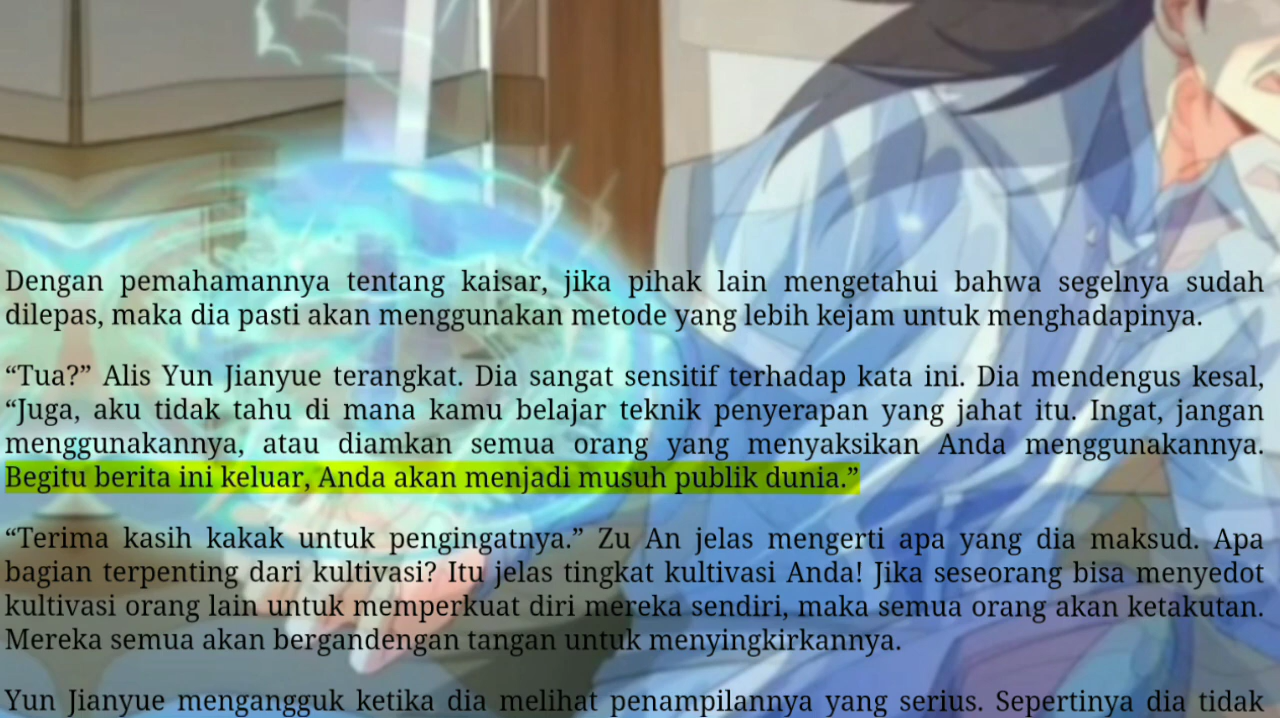 Dengan pemahamannya tentang kaisar, jika pihak lain mengetahui bahwa segelnya sudah
dilepas, maka dia pasti akan menggunakan metode yang lebih kejam untuk menghadapinya.
“Tua?” Alis Yun Jianyue terangkat. Dia sangat sensitif terhadap kata ini. Dia mendengus kesal,
“Juga, aku tidak tahu di mana kamu belajar teknik penyerapan yang jahat itu. Ingat, jangan
menggunakannya, atau diamkan semua orang yang menyaksikan Anda menggunakannya.
Begitu berita ini keluar, Anda akan menjadi musuh publik dunia.”
“Terima kasih kakak untuk pengingatnya.” Zu An jelas mengerti apa yang dia maksud. Apa
bagian terpenting dari kultivasi? Itu jelas tingkat kultivasi Anda! Jika seseorang bisa menyedot
kultivasi orang lain untuk memperkuat diri mereka sendiri, maka semua orang akan ketakutan.
Mereka semua akan bergandengan tangan untuk menyingkirkannya.
Yun Jianyue mengangguk ketika dia melihat penampilannya yang serius. Sepertinya dia tidak